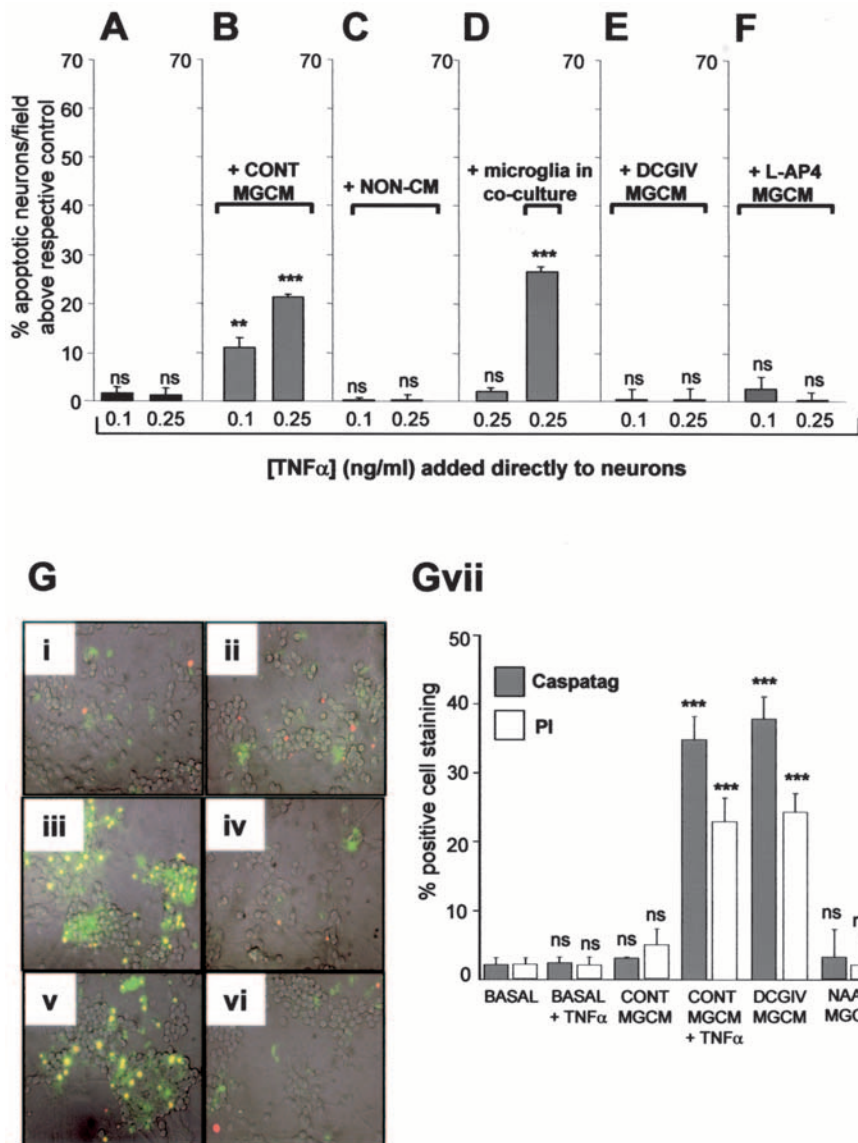 A B C D E F
70 70 70 70 70 70
% apoptotic neurons/field
above respective control
60
50
40
30
20
10
0
+ CONT
MGCM
+ NON-CM
+ microglia in
co-culture
+ DCGIV
MGCM
+ L-AP4
MGCM
ns ns ** *** ns ns ns *** ns ns ns ns
0.1 0.25 0.1 0.25 0.1 0.25 0.25 0.25 0.1 0.25 0.1 0.25
[TNFα] (ng/ml) added directly to neurons
G
i ii
iii iv
v vi
Gvii
% positive cell staining
50
40
30
20
10
0
Caspatag
PI
ns ns ns ns *** *** *** *** ns
BASAL
BASAL
+ TNFα
CONT
MGCM
CONT
MGCM
+ TNFα
DCGIV
MGCM